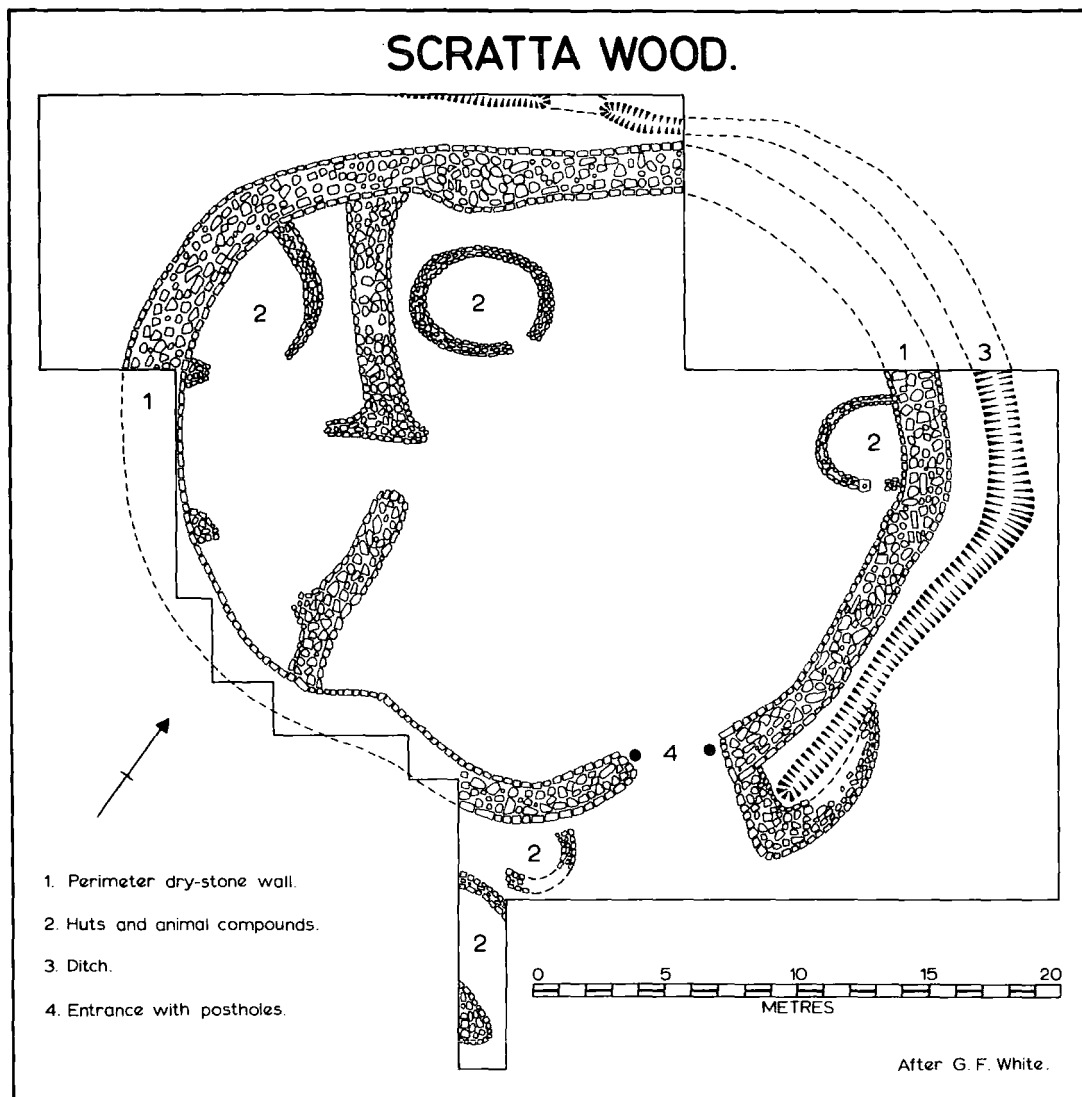 SCRATTA WOOD.
2
2
1
3
1
2
4
2
2
1. Perimeter dry-stone wall.
2. Huts and animal compounds.
3. Ditch.
4. Entrance with postholes.
0 5 10 15 20
METRES
After G. F. White.